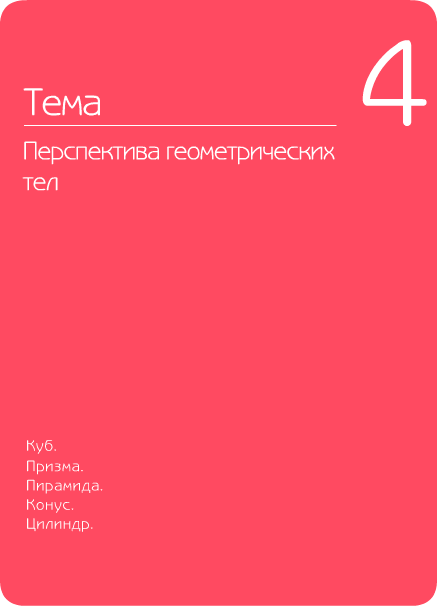 4
Тема
Перспектива геометрических
тел
Куб.
Призма.
Пирамида.
Конус.
Цилиндр.